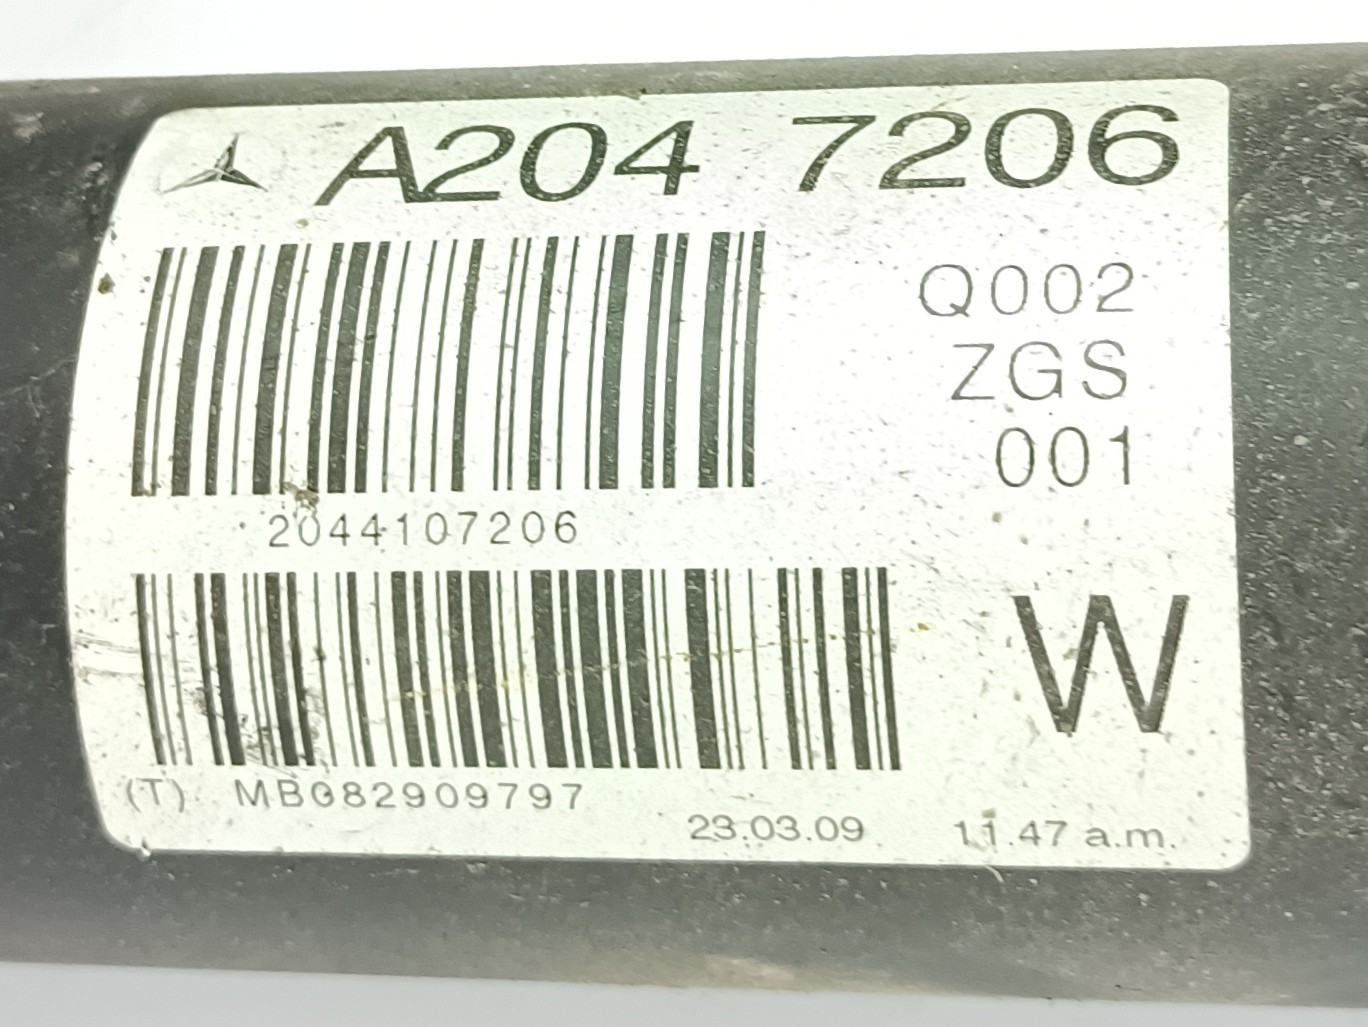 A204 7206
Q002
ZGS
001
2044107206
W
(T) MB082909797
23.03.09 11.47 a.m.